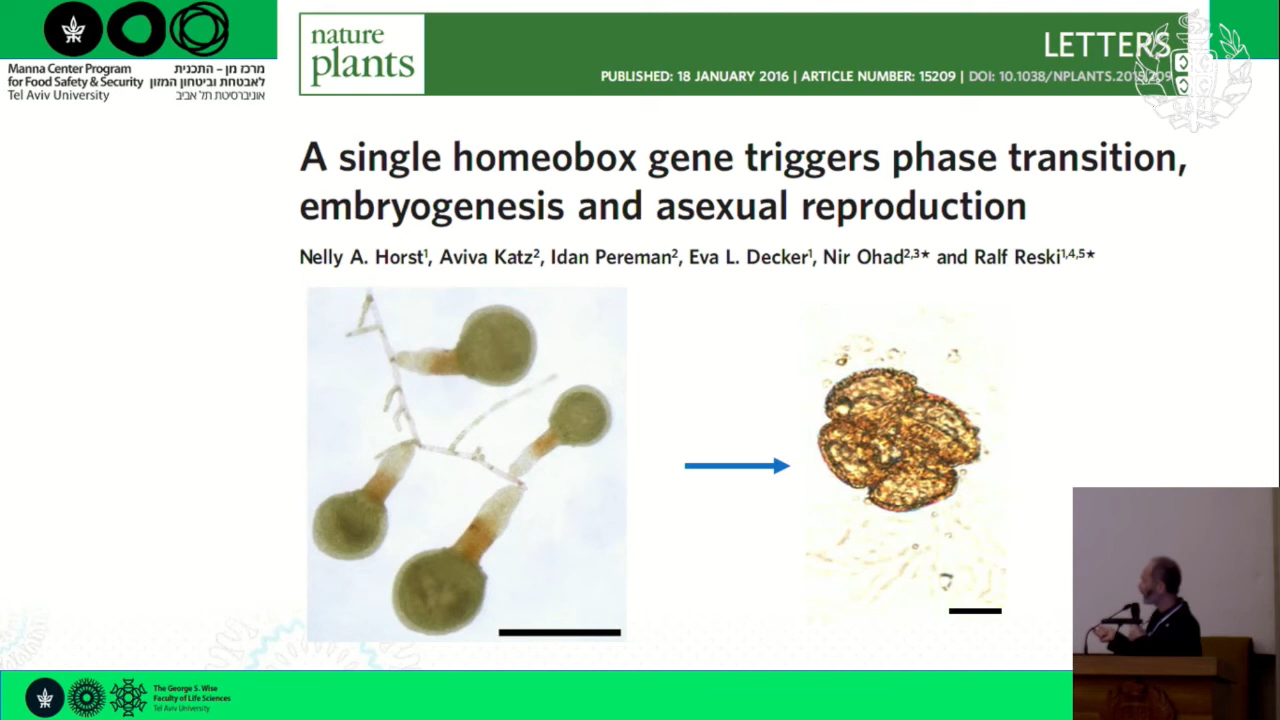 nature
plants
LETTERS
PUBLISHED: 18 JANUARY 2016 | ARTICLE NUMBER: 15209 | DOI: 10.1038/NPLANTS.2015.209
Manna Center Program
for Food Safety & Security
Tel Aviv University
מרכז מן – התכנית
לאבטחת וביטחון המזון
אוניברסיטת תל אביב
A single homeobox gene triggers phase transition,
embryogenesis and asexual reproduction
Nelly A. Horst¹, Aviva Katz², Idan Pereman², Eva L. Decker¹, Nir Ohad²,³* and Ralf Reski¹,⁴,⁵*
The George S. Wise
Faculty of Life Sciences
Tel Aviv University